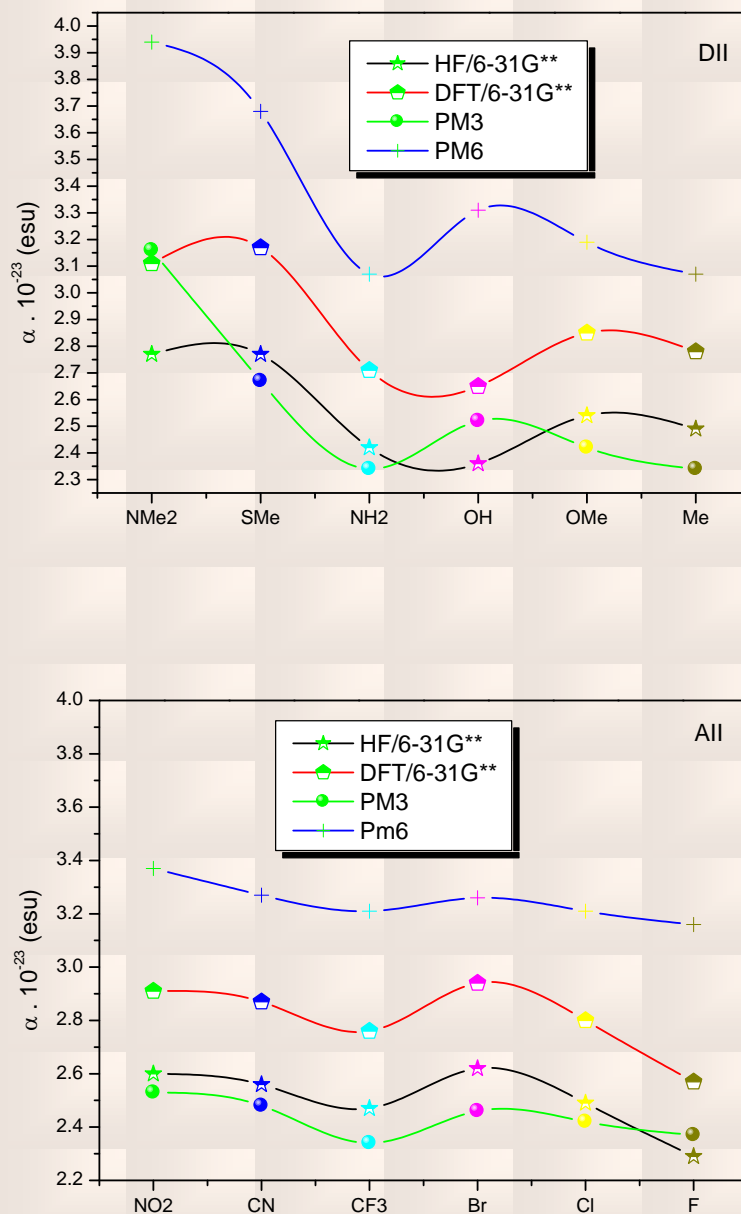 4.0
3.9
3.8
3.7
3.6
3.5
3.4
3.3
3.2
3.1
3.0
2.9
2.8
2.7
2.6
2.5
2.4
2.3
α . 10⁻²³ (esu)
DII
HF/6-31G**
DFT/6-31G**
PM3
PM6
NMe2 SMe NH2 OH OMe Me
4.0
3.8
3.6
3.4
3.2
3.0
2.8
2.6
2.4
2.2
α . 10⁻²³ (esu)
AII
HF/6-31G**
DFT/6-31G**
PM3
Pm6
NO2 CN CF3 Br Cl F